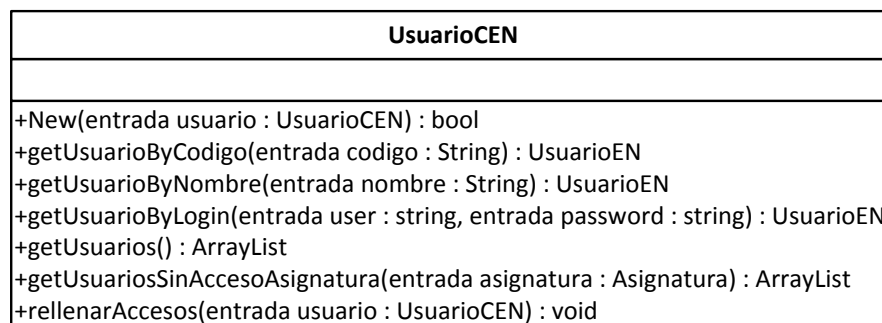 UsuarioCEN
+New(entrada usuario : UsuarioCEN) : bool
+getUsuarioByCodigo(entrada codigo : String) : UsuarioEN
+getUsuarioByNombre(entrada nombre : String) : UsuarioEN
+getUsuarioByLogin(entrada user : string, entrada password : string) : UsuarioEN
+getUsuarios() : ArrayList
+getUsuariosSinAccesoAsignatura(entrada asignatura : Asignatura) : ArrayList
+rellenarAccesos(entrada usuario : UsuarioCEN) : void